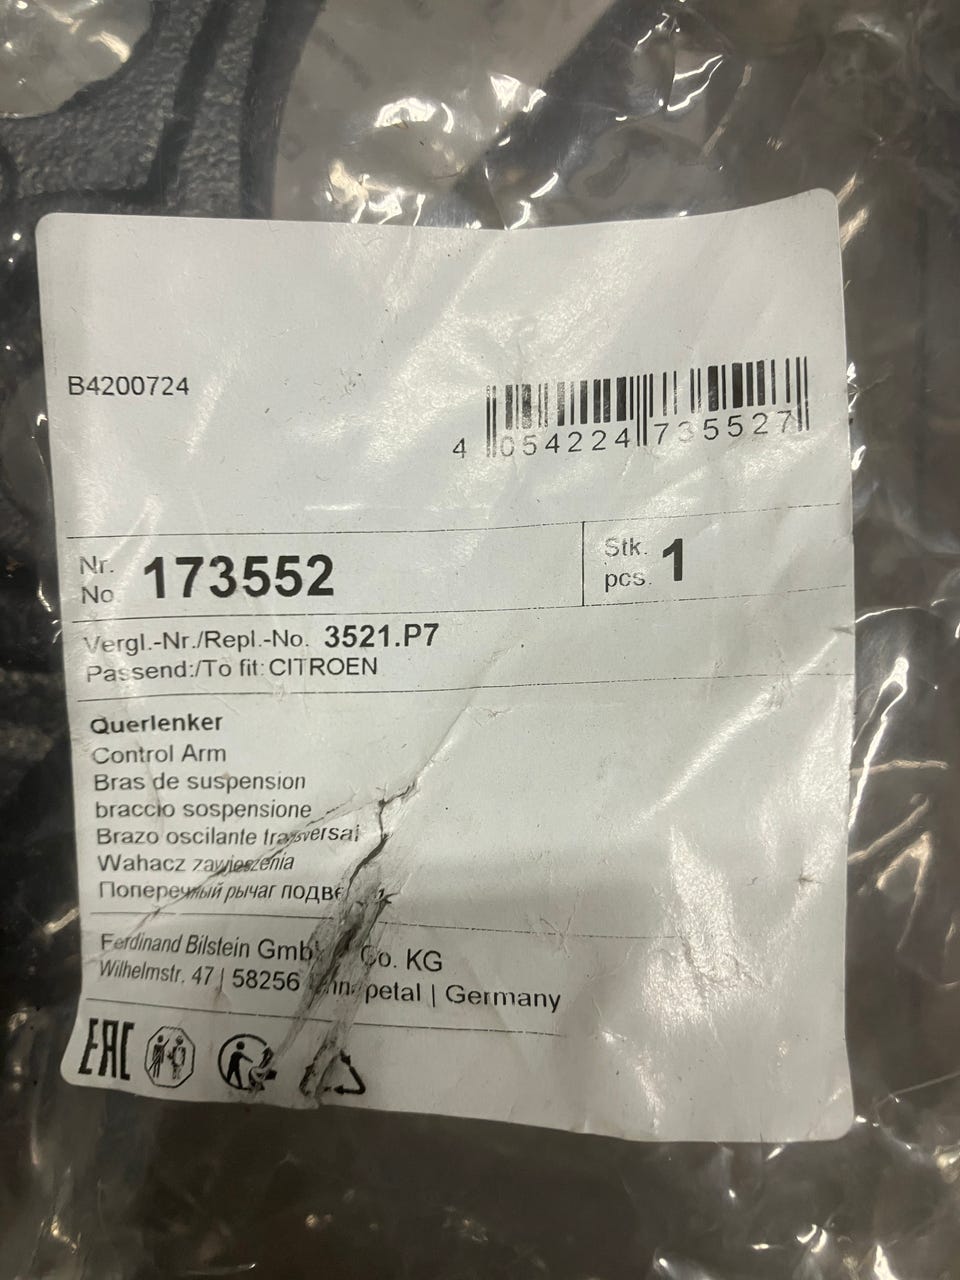 B4200724
4 054224 735527
Nr.
No 173552
Stk.
pcs. 1
Vergl.-Nr./Repl.-No. 3521.P7
Passend:/To fit: CITROEN
Querlenker
Control Arm
Bras de suspension
braccio sospensione
Brazo oscilante transversal
Wahacz zawieszenia
Поперечный рычаг
Ferdinand Bilstein Co. KG
Wilhelmstr. 47 | 58256 | Germany
EAC